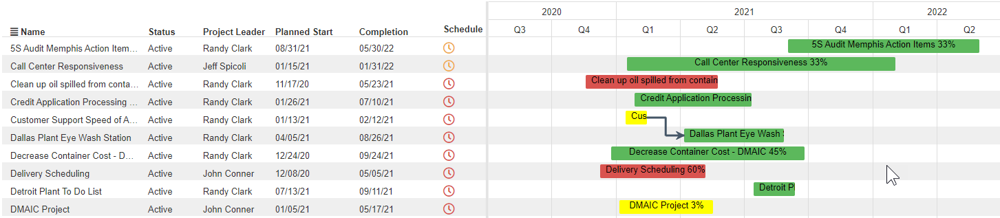 2020 2021 2022
Name Status Project Leader Planned Start Completion Schedule Q3 Q4 Q1 Q2 Q3 Q4 Q1 Q2
5S Audit Memphis Action Item... Active Randy Clark 08/31/21 05/30/22 5S Audit Memphis Action Items 33%
Call Center Responsiveness Active Jeff Spicoli 01/15/21 01/31/22 Call Center Responsiveness 33%
Clean up oil spilled from conta... Active Randy Clark 11/17/20 05/23/21 Clean up oil spilled from contain
Credit Application Processing ... Active Randy Clark 01/26/21 07/10/21 Credit Application Processin
Customer Support Speed of A... Active Randy Clark 01/13/21 02/12/21 Cus
Dallas Plant Eye Wash Station Active Randy Clark 04/05/21 08/26/21 Dallas Plant Eye Wash
Decrease Container Cost - D... Active Randy Clark 12/24/20 09/24/21 Decrease Container Cost - DMAIC 45%
Delivery Scheduling Active John Conner 12/08/20 05/05/21 Delivery Scheduling 60%
Detroit Plant To Do List Active Randy Clark 07/13/21 09/11/21 Detroit Pl
DMAIC Project Active John Conner 01/05/21 05/17/21 DMAIC Project 3%